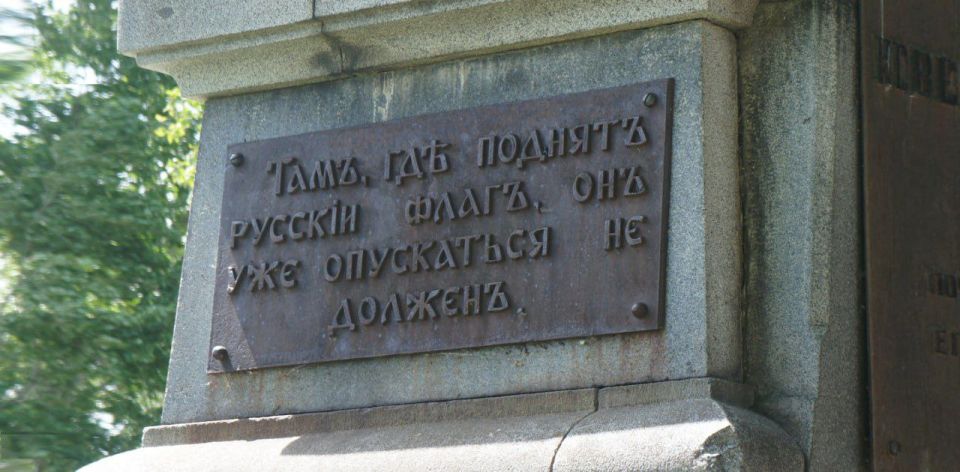 Тамъ, гдѣ поднятъ
русскiи флагъ, онъ
уже опускаться не
долженъ.